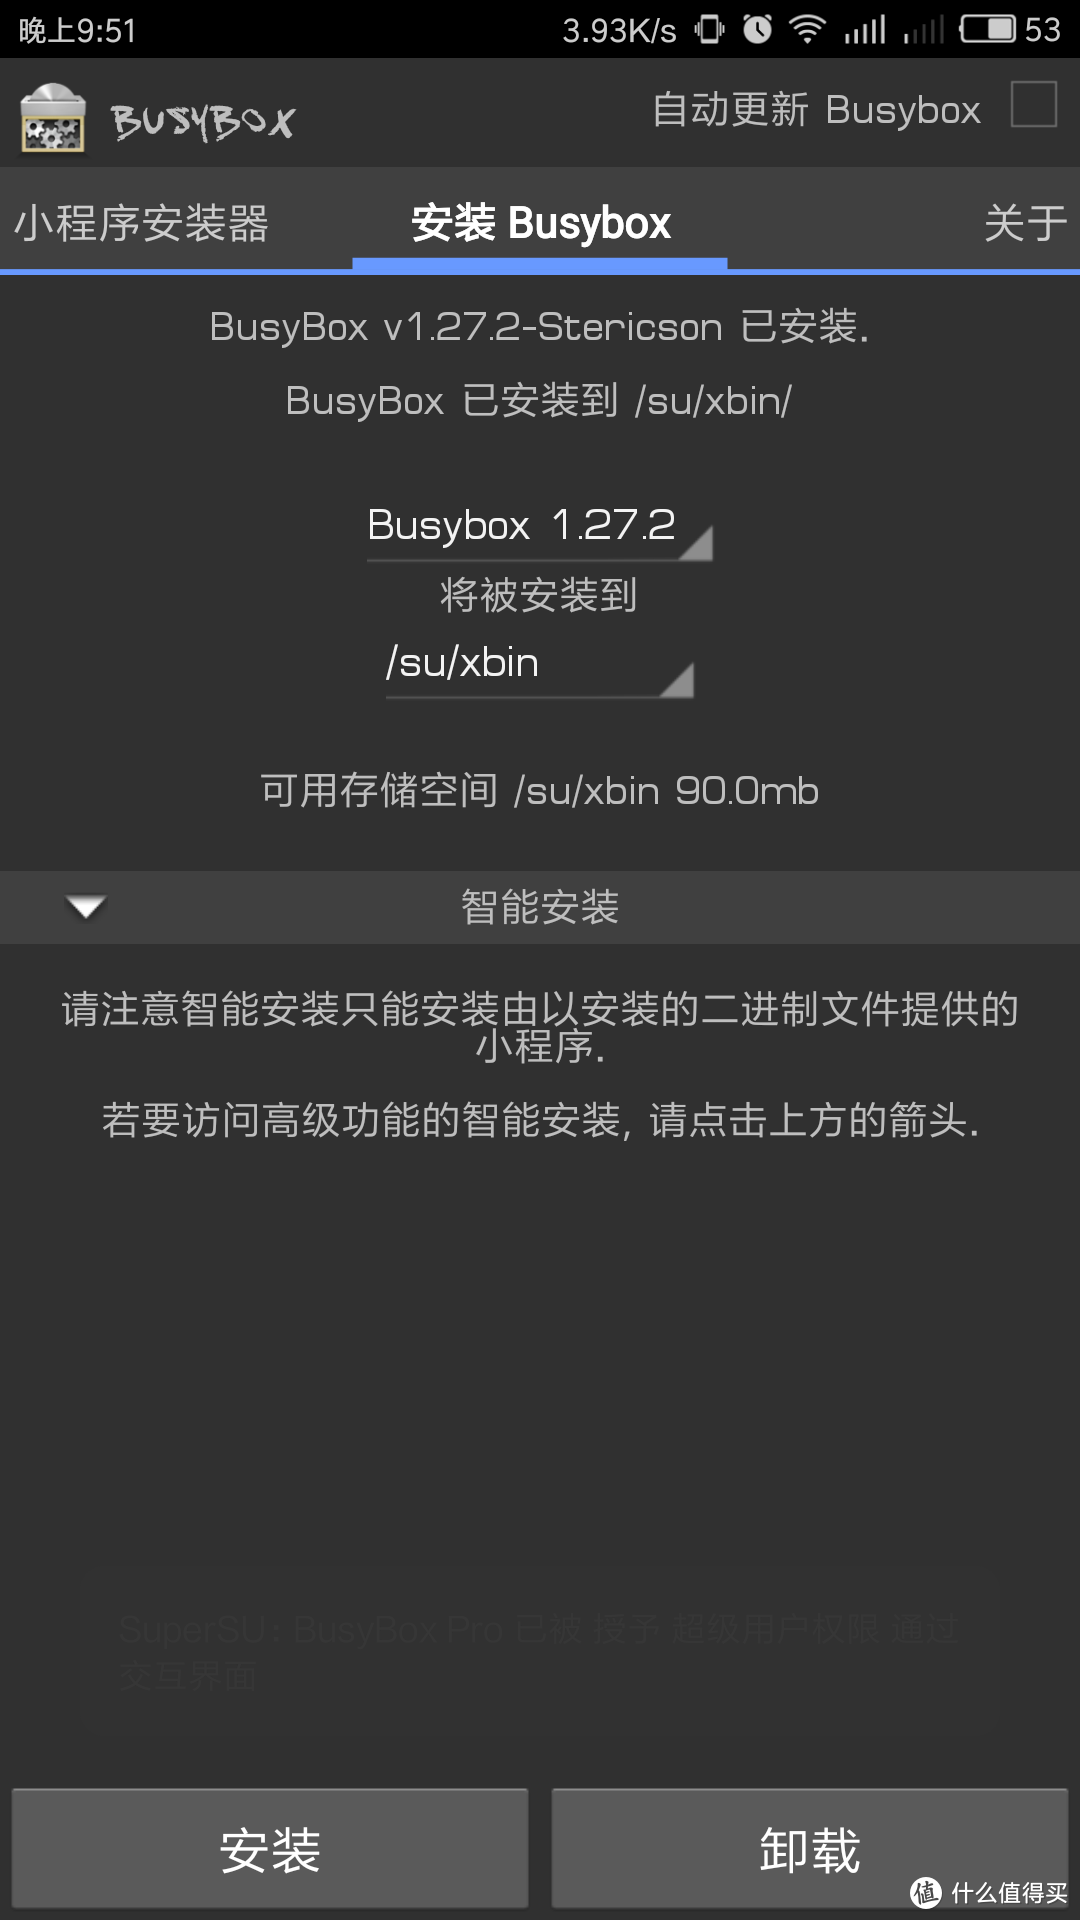 晚上9:51
3.93K/s
53
BUSYBOX
自动更新 Busybox
小程序安装器
安装 Busybox
关于
BusyBox v1.27.2-Stericson 已安装.
BusyBox 已安装到 /su/xbin/
Busybox 1.27.2
将被安装到
/su/xbin
可用存储空间 /su/xbin 90.0mb
智能安装
请注意智能安装只能安装由以安装的二进制文件提供的
小程序.
若要访问高级功能的智能安装, 请点击上方的箭头.
SuperSU: BusyBox Pro 已被 授予 超级用户权限 通过
交互界面
安装
卸载
值 什么值得买